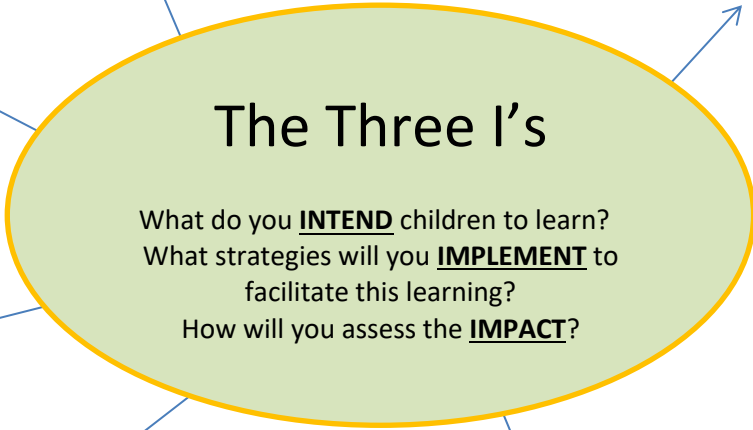 The Three I’s
What do you INTEND children to learn?
What strategies will you IMPLEMENT to
facilitate this learning?
How will you assess the IMPACT?